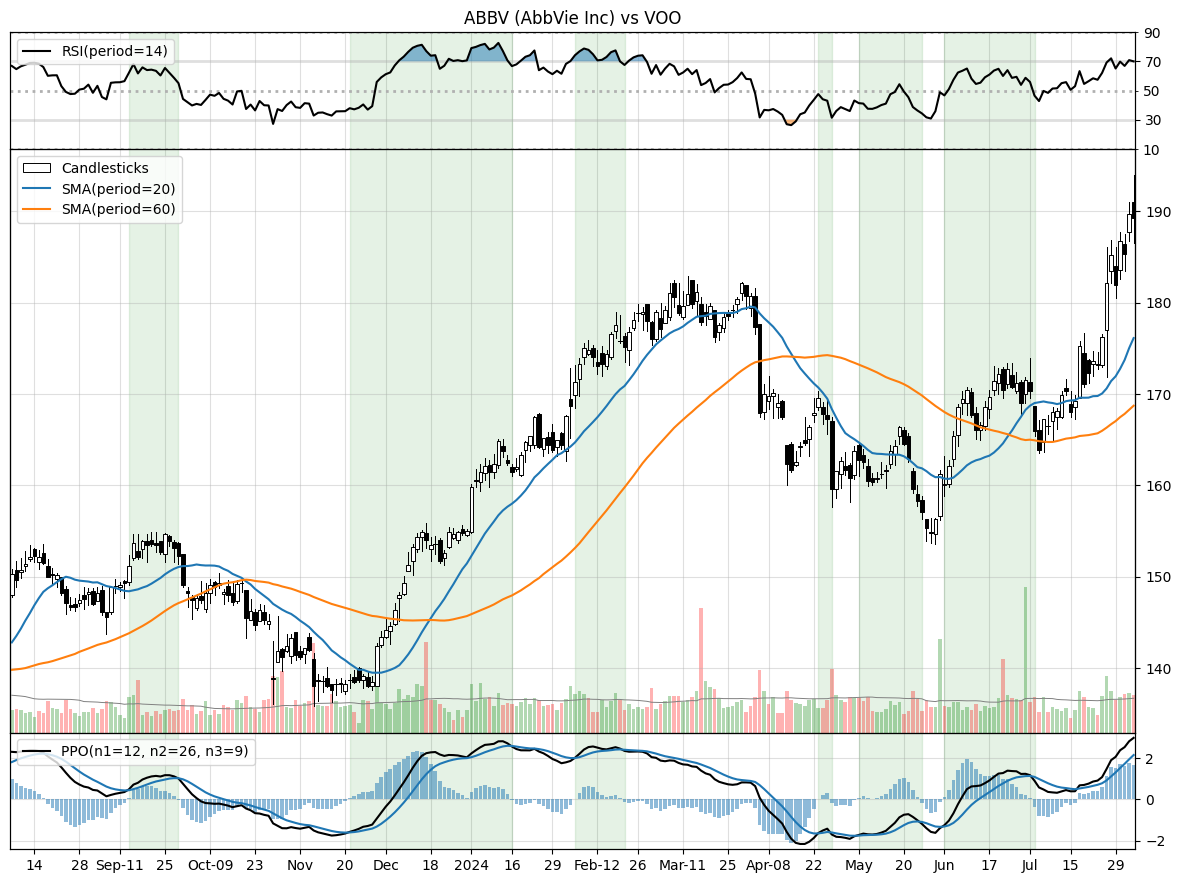 ABBV (AbbVie Inc) vs VOO
RSI(period=14)
90
70
50
30
10
Candlesticks
SMA(period=20)
SMA(period=60)
190
180
170
160
150
140
PPO(n1=12, n2=26, n3=9)
2
0
−2
14 28 Sep-11 25 Oct-09 23 Nov 20 Dec 18 2024 16 29 Feb-12 26 Mar-11 25 Apr-08 22 May 20 Jun 17 Jul 15 29